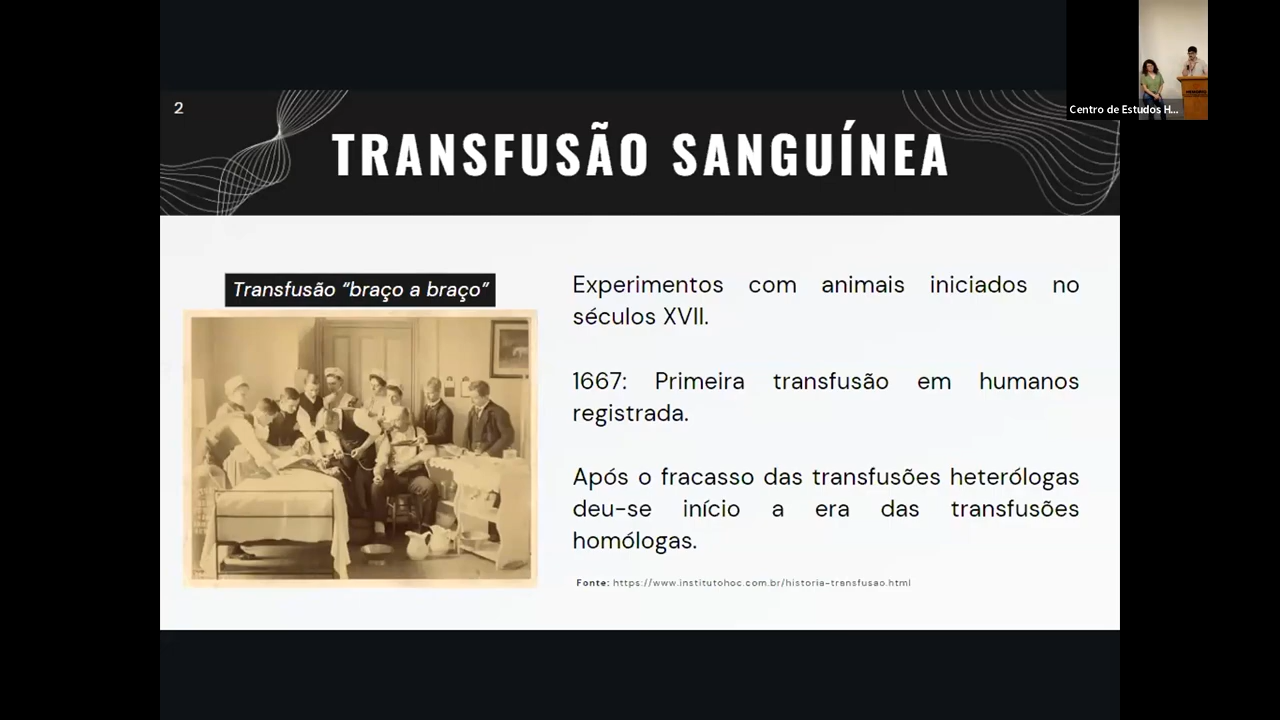 2
TRANSFUSÃO SANGUÍNEA
Centro de Estudos H...
Transfusão “braço a braço”
Experimentos com animais iniciados no
séculos XVII.
1667: Primeira transfusão em humanos
registrada.
Após o fracasso das transfusões heterólogas
deu-se início a era das transfusões
homólogas.
Fonte: https://www.institutohoc.com.br/historia-transfusao.html